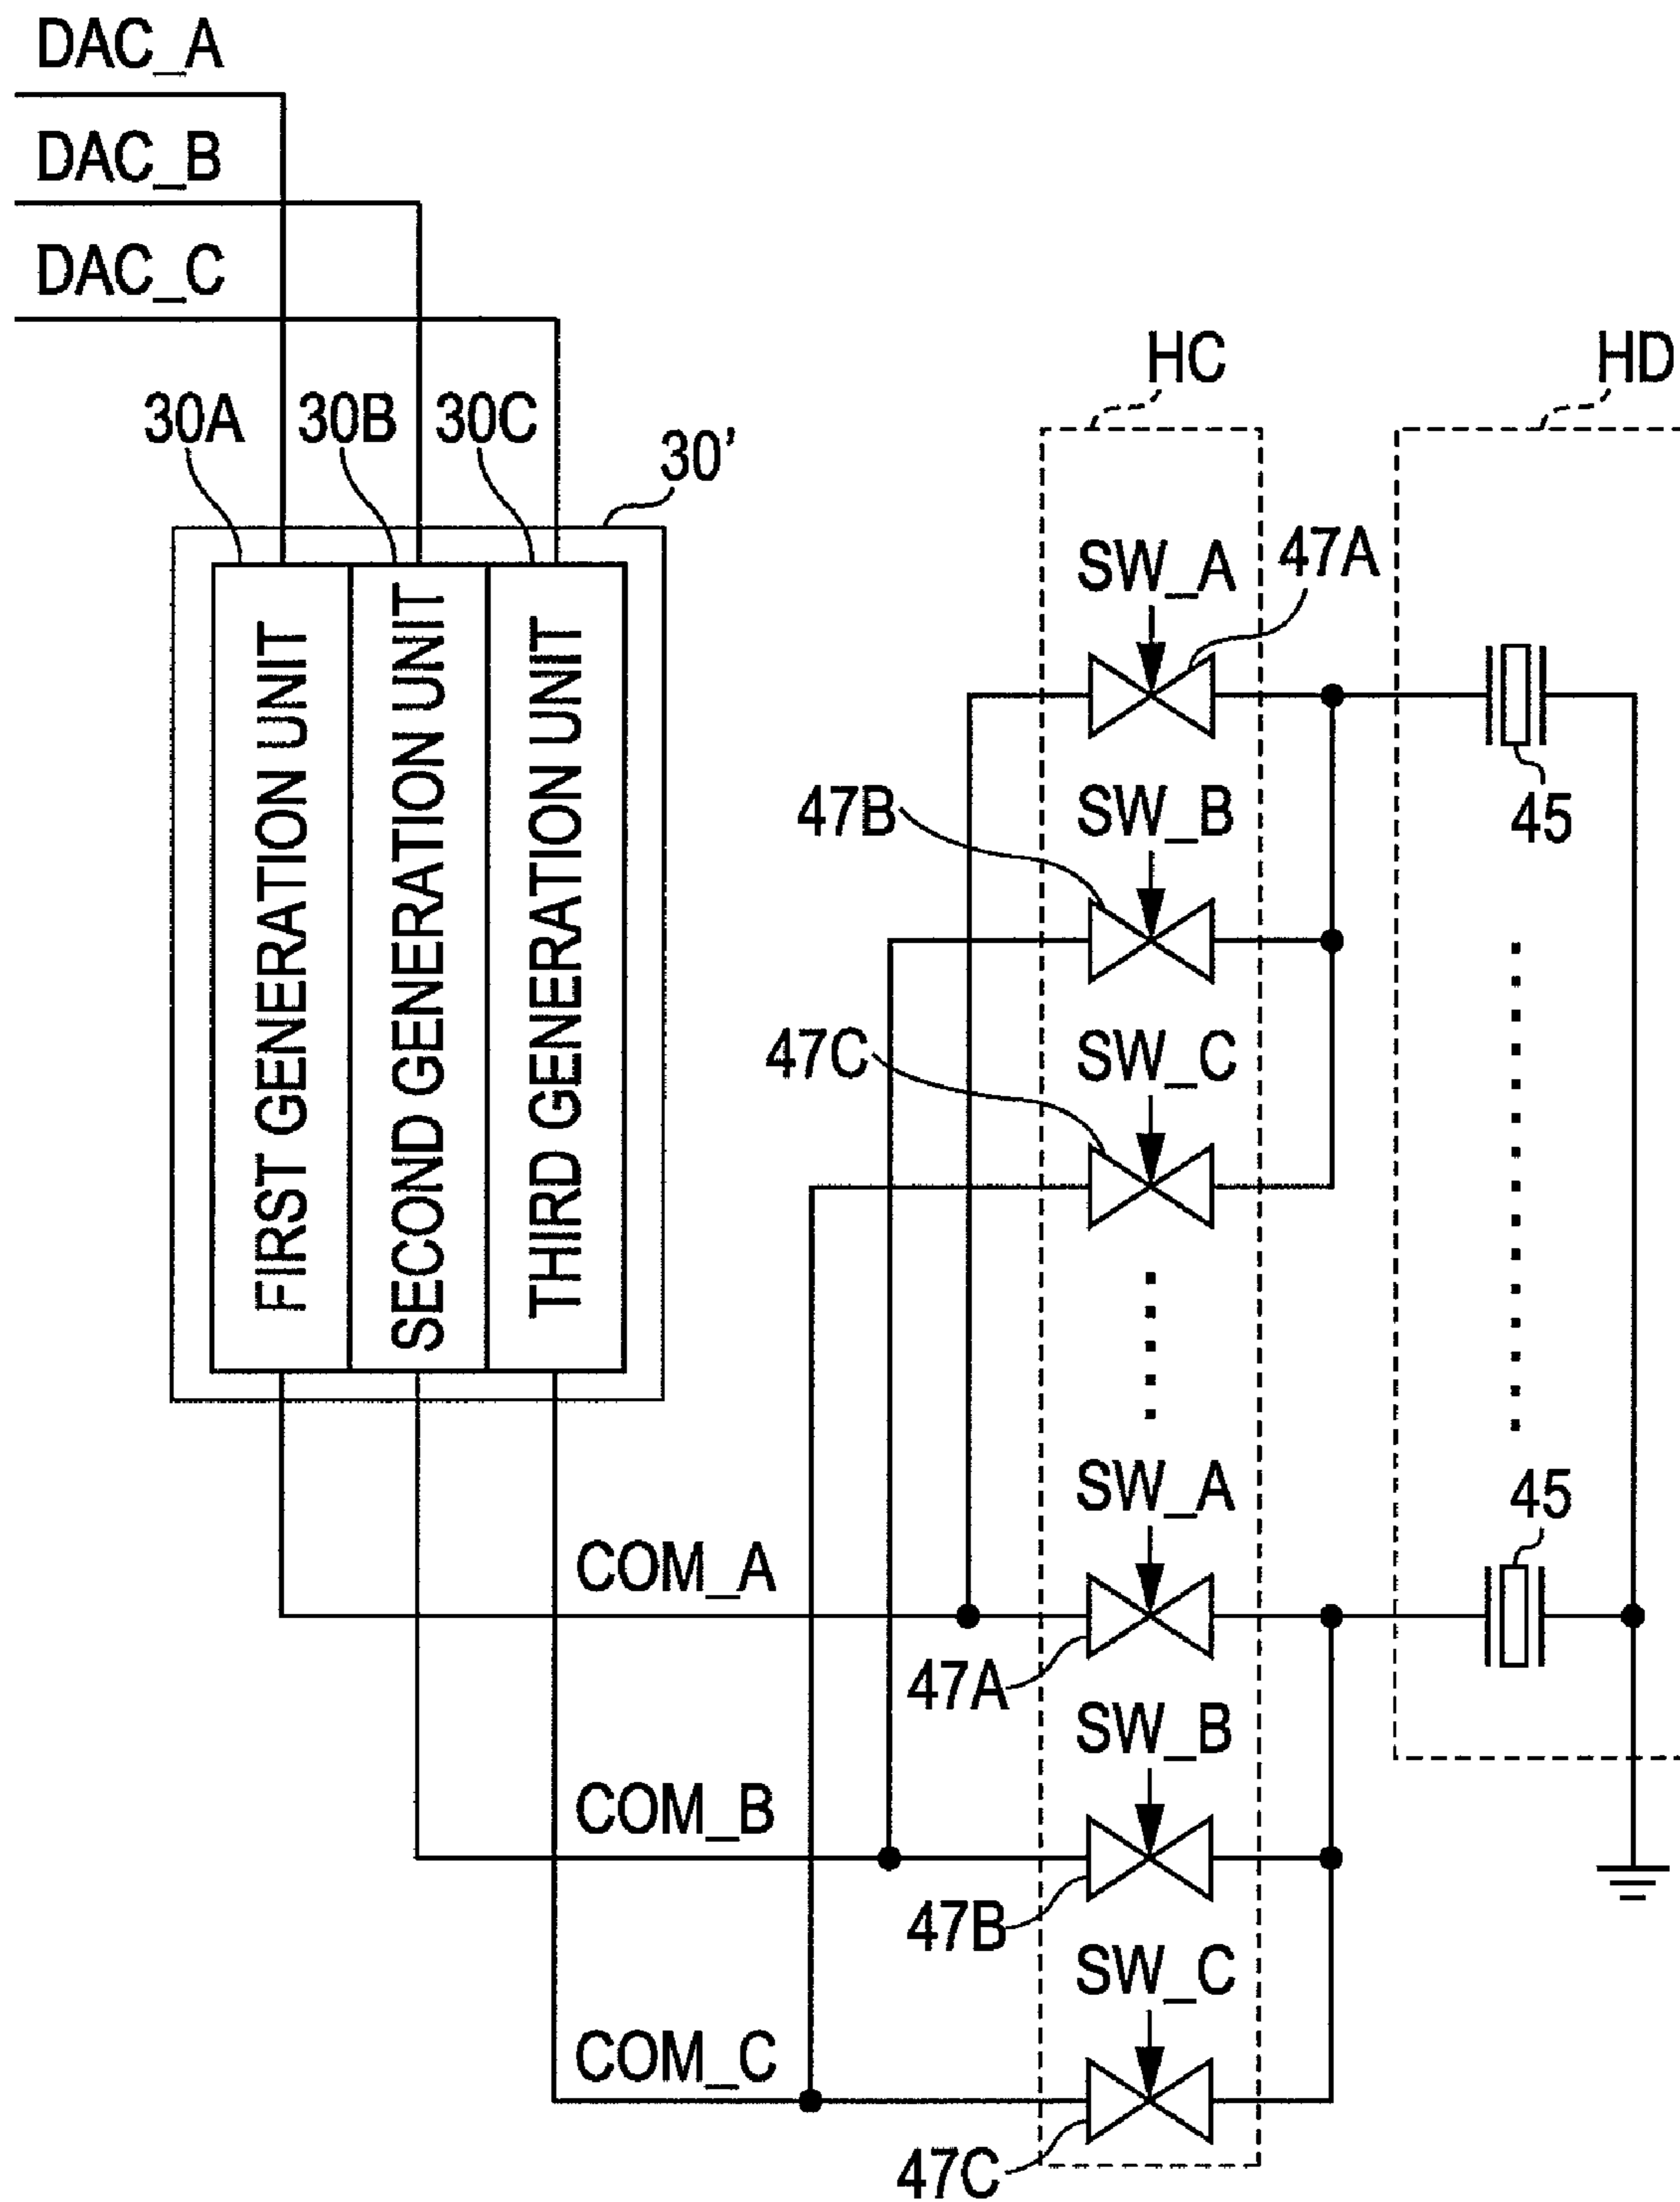 DAC_A
DAC_B
DAC_C
HC
HD
30A
30B
30C
30'
FIRST GENERATION UNIT
SECOND GENERATION UNIT
THIRD GENERATION UNIT
SW_A
47A
47B
SW_B
45
47C
SW_C
SW_A
45
COM_A
47A
SW_B
COM_B
47B
SW_C
COM_C
47C